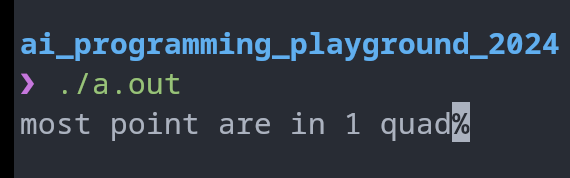 ai_programming_playground_2024
❯ ./a.out
most point are in 1 quad%